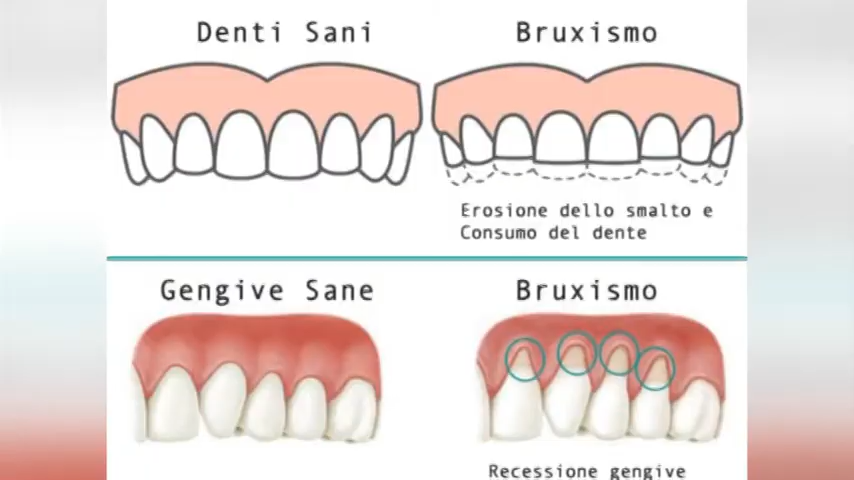 Denti Sani
Bruxismo
Erosione dello smalto e
Consumo del dente
Gengive Sane
Bruxismo
Recessione gengive